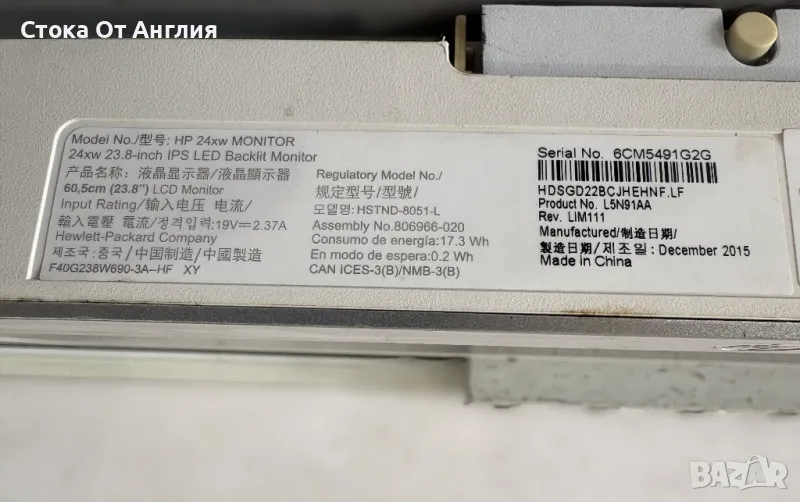 Стока От Англия
Model No./型号: HP 24xw MONITOR
24xw 23.8-inch IPS LED Backlit Monitor
产品名称: 液晶显示器/液晶顯示器
60,5cm (23.8") LCD Monitor
Input Rating/输入电压 电流/
輸入電壓 電流/정격입력:19V⎓2.37A
Hewlett-Packard Company
제조국: 중국/中国制造/中國製造
F40G238W690-3A--HF XY
Regulatory Model No./
规定型号/型號/
모델명:HSTND-8051-L
Assembly No.806966-020
Consumo de energía:17.3 Wh
En modo de espera:0.2 Wh
CAN ICES-3(B)/NMB-3(B)
Serial No. 6CM5491G2G
HDSGD22BCJHEHNF.LF
Product No. L5N91AA
Rev. LIM111
Manufactured/制造日期/
製造日期/제조일: December 2015
Made in China
BAZAR